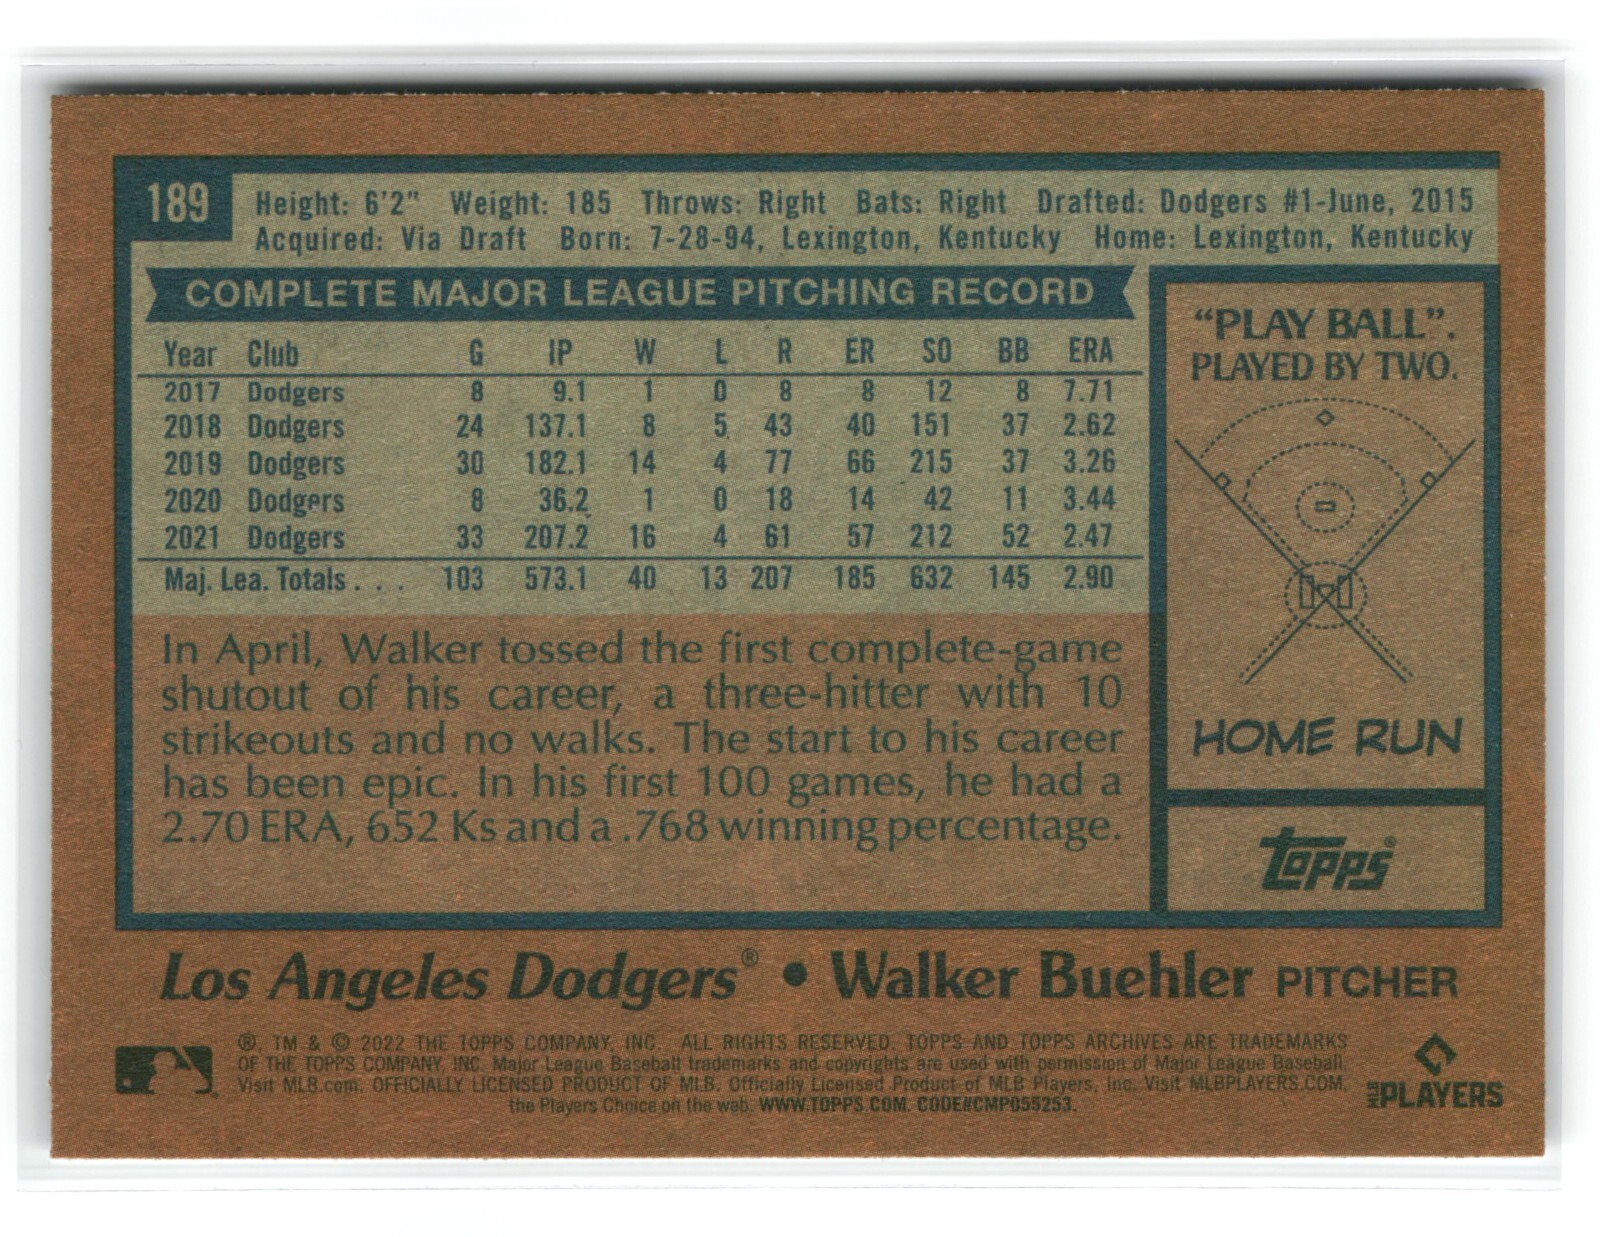 189
Height: 6'2" Weight: 185 Throws: Right Bats: Right Drafted: Dodgers #1-June, 2015
Acquired: Via Draft Born: 7-28-94, Lexington, Kentucky Home: Lexington, Kentucky
COMPLETE MAJOR LEAGUE PITCHING RECORD
Year Club G IP W L R ER SO BB ERA
2017 Dodgers 8 9.1 1 0 8 8 12 8 7.71
2018 Dodgers 24 137.1 8 5 43 40 151 37 2.62
2019 Dodgers 30 182.1 14 4 77 66 215 37 3.26
2020 Dodgers 8 36.2 1 0 18 14 42 11 3.44
2021 Dodgers 33 207.2 16 4 61 57 212 52 2.47
Maj. Lea. Totals . . . 103 573.1 40 13 207 185 632 145 2.90
In April, Walker tossed the first complete-game
shutout of his career, a three-hitter with 10
strikeouts and no walks. The start to his career
has been epic. In his first 100 games, he had a
2.70 ERA, 652 Ks and a .768 winning percentage.
"PLAY BALL".
PLAYED BY TWO.
HOME RUN
topps®
Los Angeles Dodgers® • Walker Buehler PITCHER
®, TM & © 2022 THE TOPPS COMPANY, INC. ALL RIGHTS RESERVED. TOPPS AND TOPPS ARCHIVES ARE TRADEMARKS
OF THE TOPPS COMPANY, INC. Major League Baseball trademarks and copyrights are used with permission of Major League Baseball.
Visit MLB.com. OFFICIALLY LICENSED PRODUCT OF MLB. Officially Licensed Product of MLB Players, Inc. Visit MLBPLAYERS.COM,
the Players Choice on the web. WWW.TOPPS.COM. CODE#CMP055253.
MLB PLAYERS